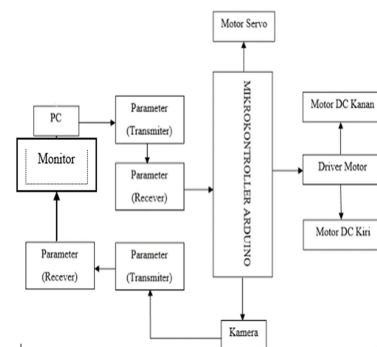 Motor Servo
PC
Monitor
Parameter
(Transmiter)
Parameter
(Recever)
MIKROKONTROLLER ARDUINO
Motor DC Kanan
Driver Motor
Motor DC Kiri
Parameter
(Recever)
Parameter
(Transmiter)
Kamera